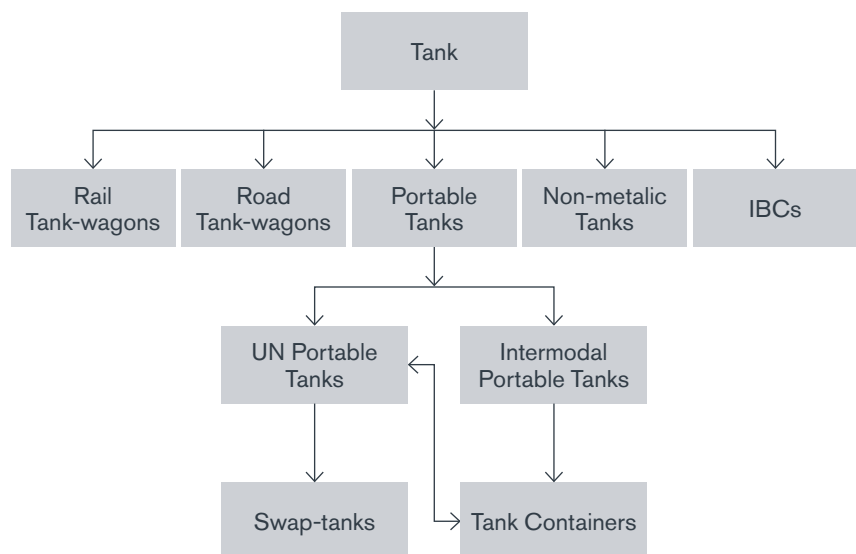 Tank
Rail
Tank-wagons
Road
Tank-wagons
Portable
Tanks
Non-metalic
Tanks
IBCs
UN Portable
Tanks
Intermodal
Portable Tanks
Swap-tanks
Tank Containers